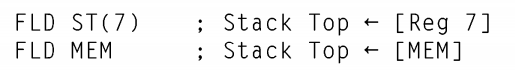 FLD ST(7) ; Stack Top ← [Reg 7]
FLD MEM ; Stack Top ← [MEM]